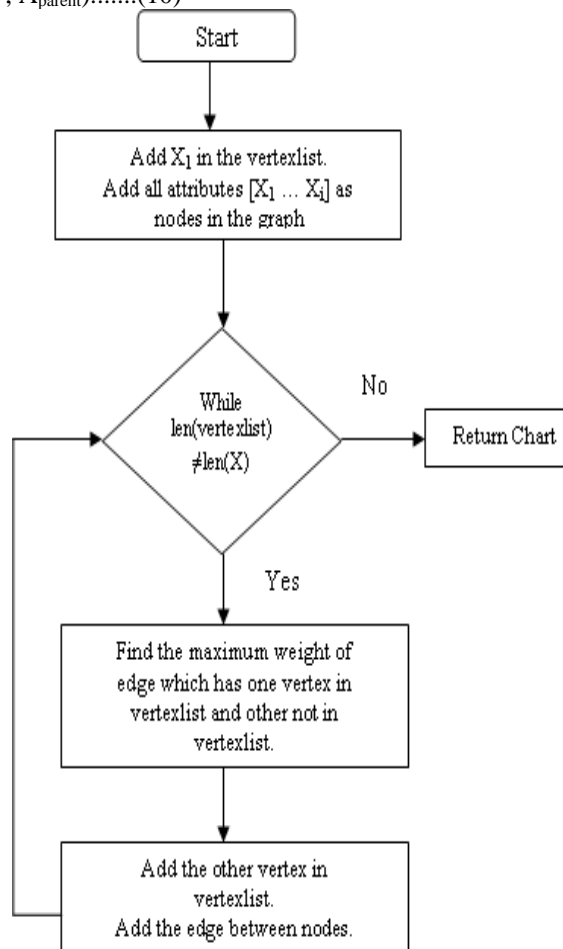 , Xparent).......(10)
Start
Add X1 in the vertexlist.
Add all attributes [X1 ... Xi] as
nodes in the graph
While
len(vertexlist)
≠len(X)
No
Return Chart
Yes
Find the maximum weight of
edge which has one vertex in
vertexlist and other not in
vertexlist.
Add the other vertex in
vertexlist.
Add the edge between nodes.